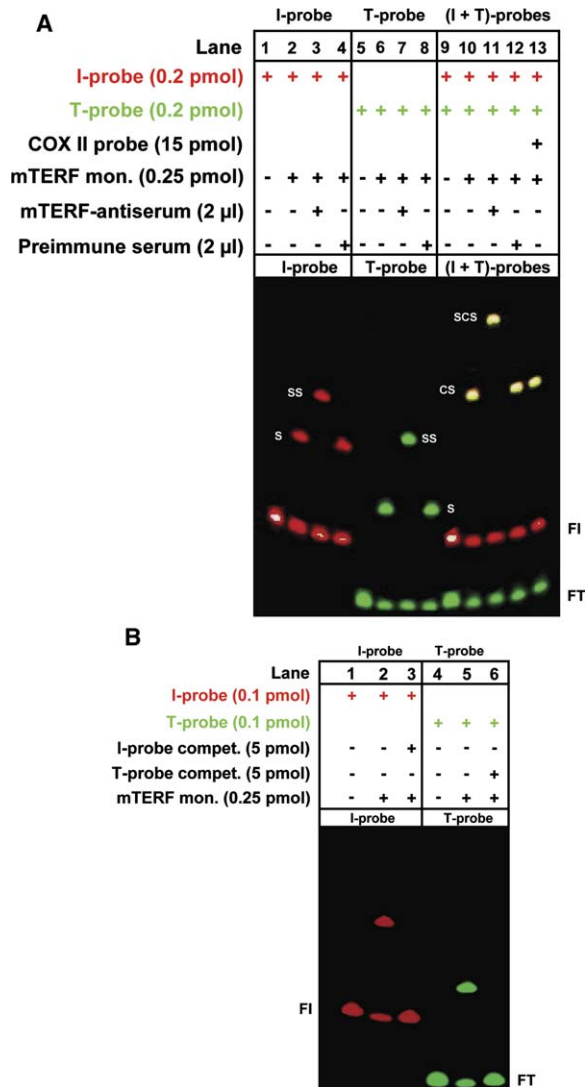 A
I-probe T-probe (I + T)-probes
Lane 1 2 3 4 5 6 7 8 9 10 11 12 13
I-probe (0.2 pmol) + + + + + + + + +
T-probe (0.2 pmol) + + + + + + + + +
COX II probe (15 pmol) +
mTERF mon. (0.25 pmol) - + + + - + + + - + + + +
mTERF-antiserum (2 µl) - - + - - + - - + - -
Preimmune serum (2 µl) - - + - - + - - + -
I-probe T-probe (I + T)-probes
SCS
SS CS
S SS
S
FI
FT
B
I-probe T-probe
Lane 1 2 3 4 5 6
I-probe (0.1 pmol) + + +
T-probe (0.1 pmol) + + +
I-probe compet. (5 pmol) - - + - - -
T-probe compet. (5 pmol) - - - - - +
mTERF mon. (0.25 pmol) - + + - + +
I-probe T-probe
FI
FT